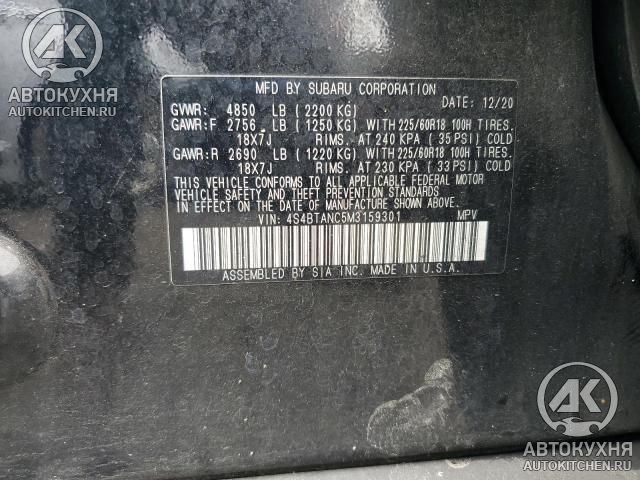 AK
АВТОКУХНЯ
AUTOKITCHEN.RU
MFD BY SUBARU CORPORATION
GVWR: 4850 LB ( 2200 KG) DATE: 12/20
GAWR:F 2756 LB ( 1250 KG) WITH 225/60R18 100H TIRES.
18X7J RIMS. AT 240 KPA ( 35 PSI) COLD
GAWR:R 2690 LB ( 1220 KG) WITH 225/60R18 100H TIRES.
18X7J RIMS. AT 230 KPA ( 33 PSI) COLD
THIS VEHICLE CONFORMS TO ALL APPLICABLE FEDERAL MOTOR
VEHICLE SAFETY AND THEFT PREVENTION STANDARDS
IN EFFECT ON THE DATE OF MANUFACTURE SHOWN ABOVE.
VIN: 4S4BTANC5M3159301 MPV
ASSEMBLED BY SIA INC. MADE IN U.S.A.
AK
АВТОКУХНЯ
AUTOKITCHEN.RU